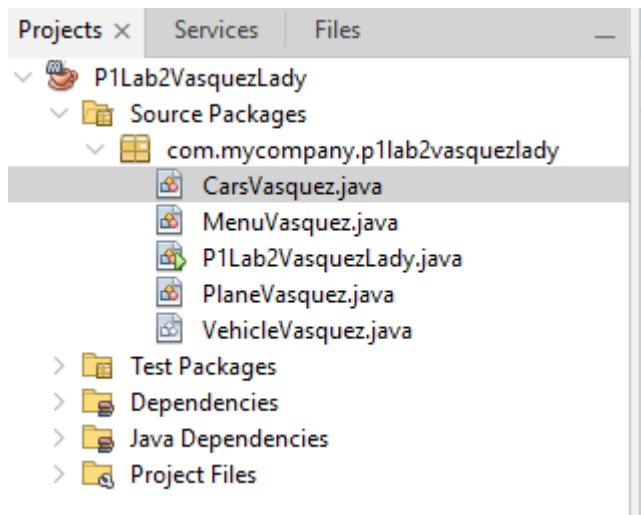 Projects × Services Files
P1Lab2VasquezLady
Source Packages
com.mycompany.p1lab2vasquezlady
CarsVasquez.java
MenuVasquez.java
P1Lab2VasquezLady.java
PlaneVasquez.java
VehicleVasquez.java
Test Packages
Dependencies
Java Dependencies
Project Files